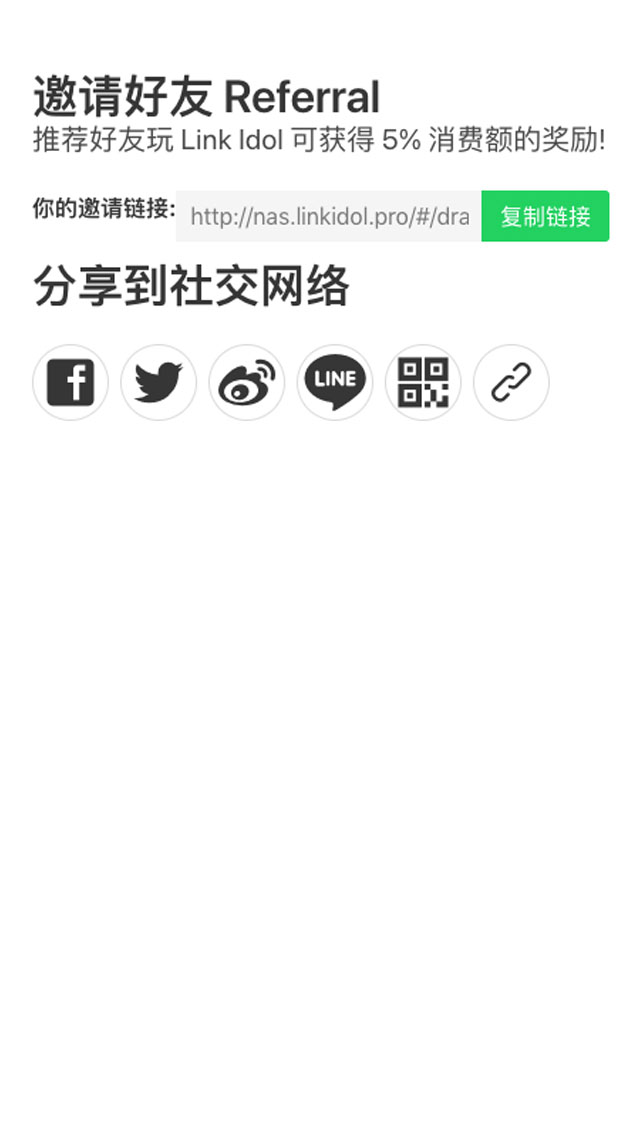 邀请好友 Referral
推荐好友玩 Link Idol 可获得 5% 消费额的奖励!
你的邀请链接: http://nas.linkidol.pro/#/dra 复制链接
分享到社交网络
LINE